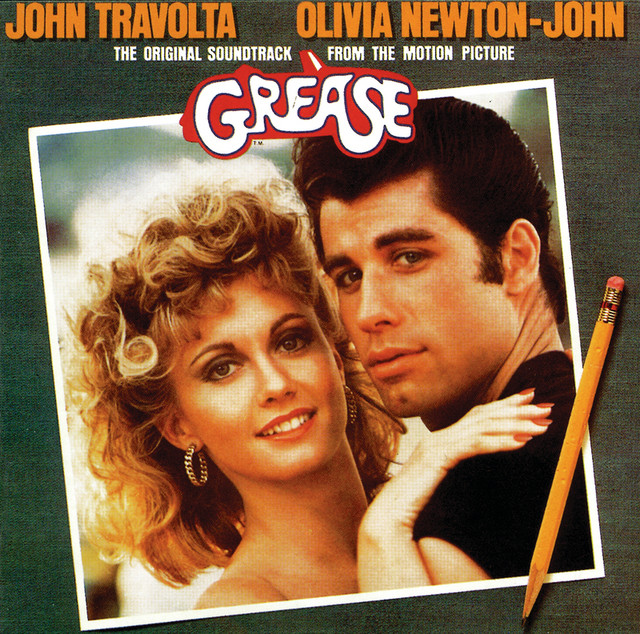 JOHN TRAVOLTA OLIVIA NEWTON-JOHN
THE ORIGINAL SOUNDTRACK FROM THE MOTION PICTURE
GREASE
T.M.